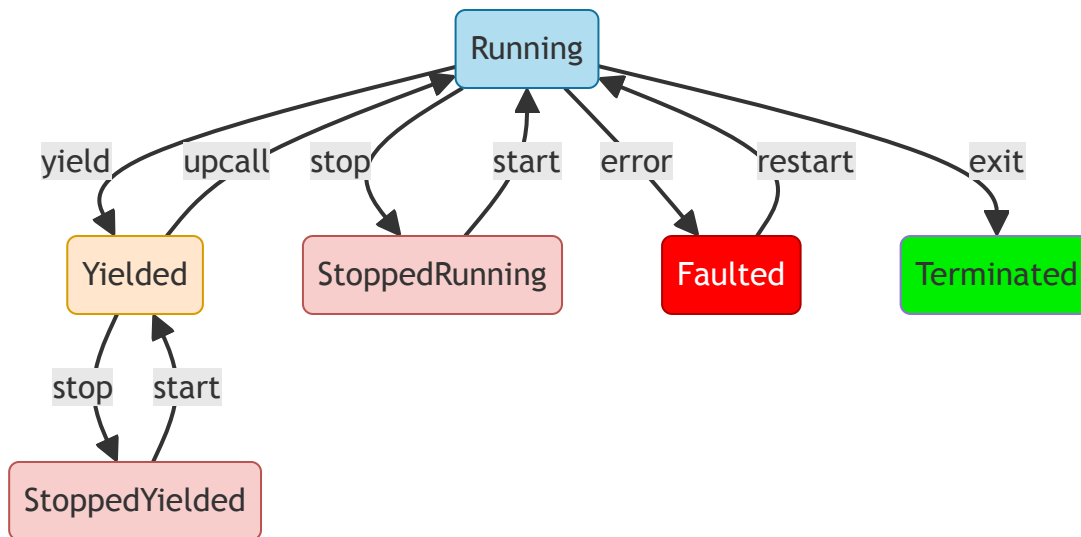 Running
yield
upcall
stop
start
error
restart
exit
Yielded
StoppedRunning
Faulted
Terminated
stop
start
StoppedYielded